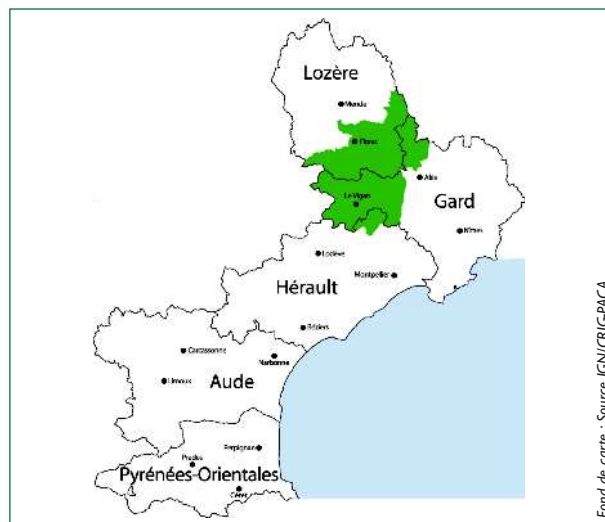 Lozère
Mende
Florac
Alès
Le Vigan
Gard
Nîmes
Lodève
Montpellier
Hérault
Béziers
Carcassonne
Narbonne
Limoux
Aude
Perpignan
Prades
Pyrénées-Orientales
Céret
Fond de carte : Source IGN/CRIG-PACA